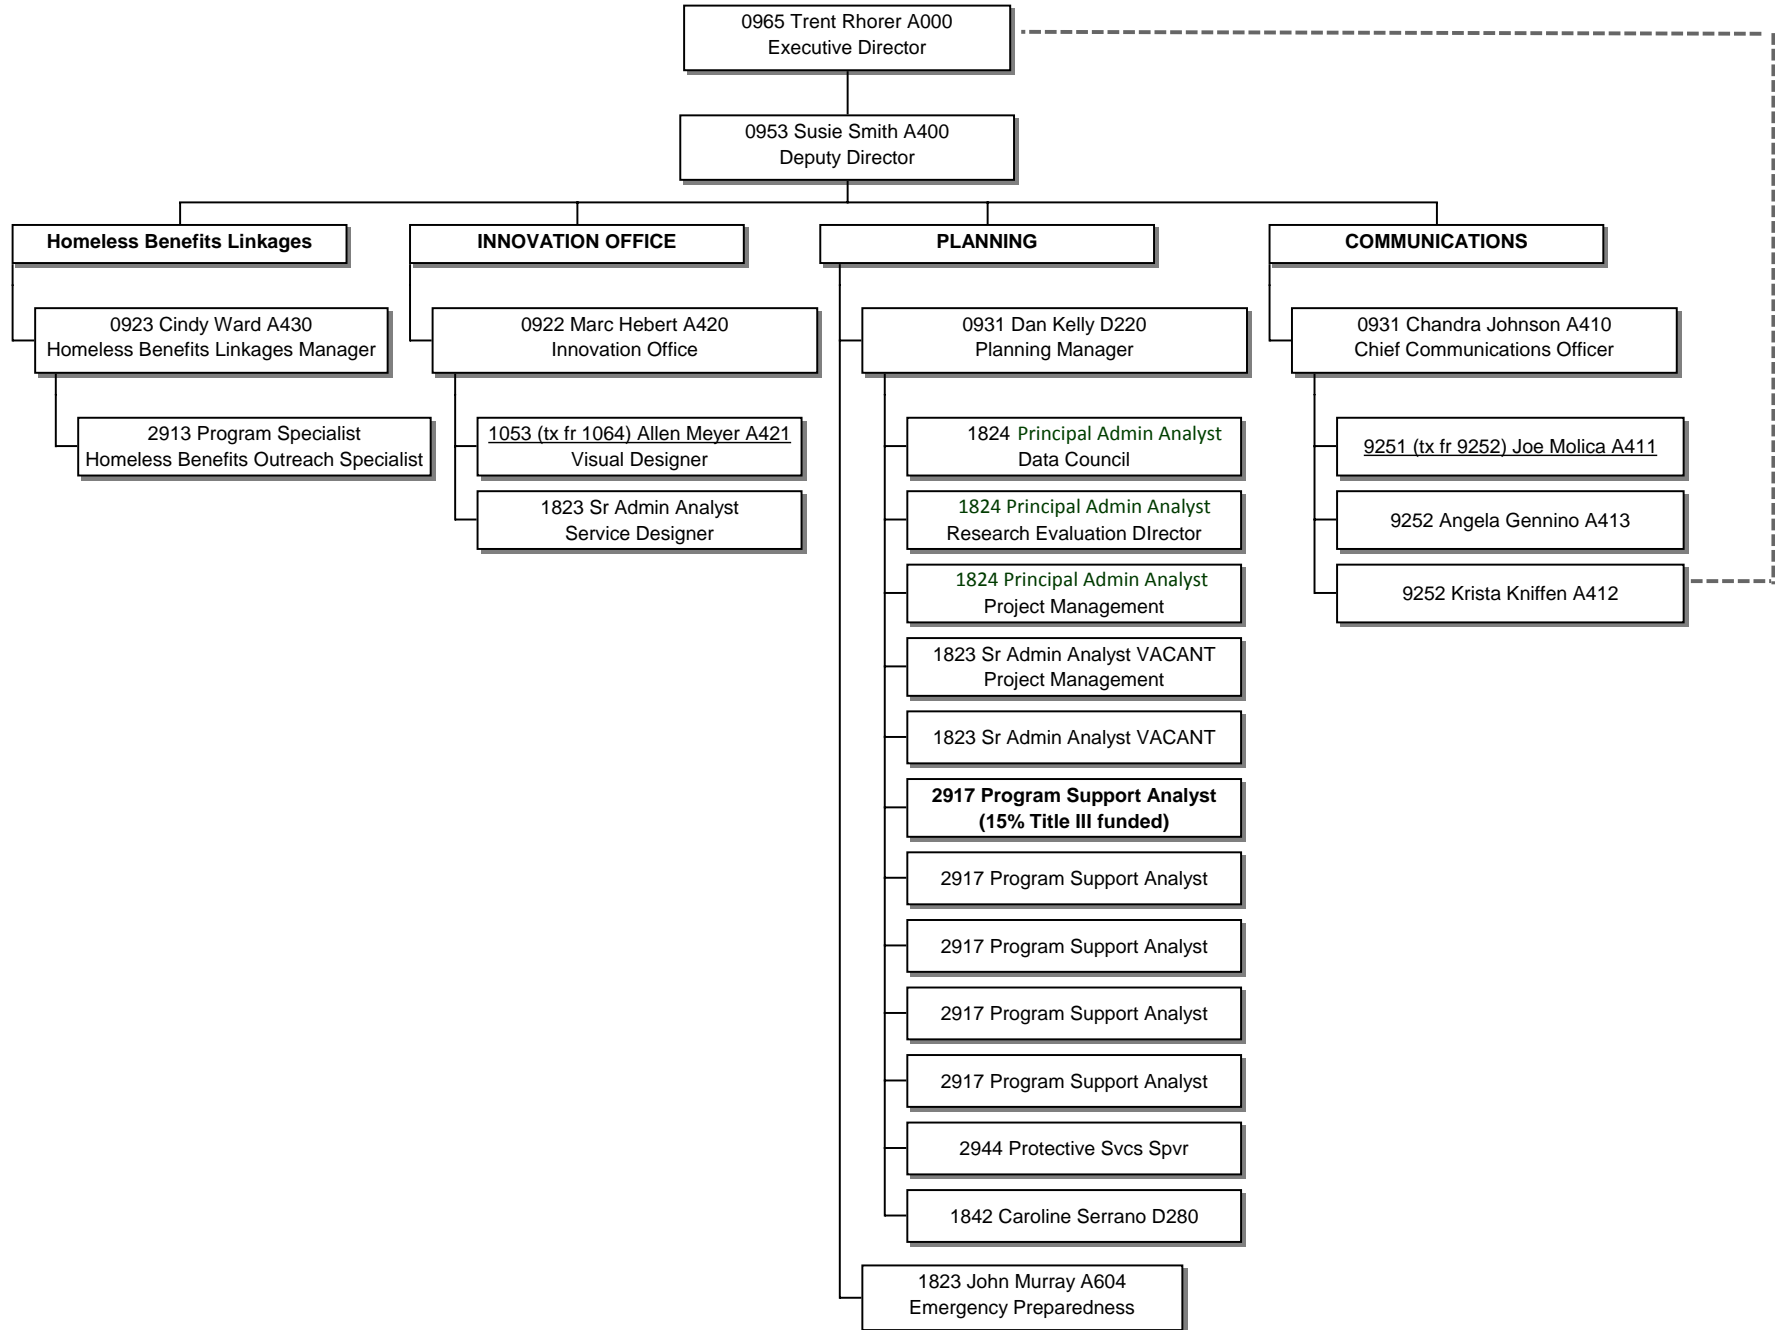 0965 Trent Rhorer A000
Executive Director
0953 Susie Smith A400
Deputy Director
Homeless Benefits Linkages
0923 Cindy Ward A430
Homeless Benefits Linkages Manager
2913 Program Specialist
Homeless Benefits Outreach Specialist
INNOVATION OFFICE
0922 Marc Hebert A420
Innovation Office
1053 (tx fr 1064) Allen Meyer A421
Visual Designer
1823 Sr Admin Analyst
Service Designer
PLANNING
0931 Dan Kelly D220
Planning Manager
1824 Principal Admin Analyst
Data Council
1824 Principal Admin Analyst
Research Evaluation DIrector
1824 Principal Admin Analyst
Project Management
1823 Sr Admin Analyst VACANT
Project Management
1823 Sr Admin Analyst VACANT
2917 Program Support Analyst
(15% Title III funded)
2917 Program Support Analyst
2917 Program Support Analyst
2917 Program Support Analyst
2917 Program Support Analyst
2944 Protective Svcs Spvr
1842 Caroline Serrano D280
1823 John Murray A604
Emergency Preparedness
COMMUNICATIONS
0931 Chandra Johnson A410
Chief Communications Officer
9251 (tx fr 9252) Joe Molica A411
9252 Angela Gennino A413
9252 Krista Kniffen A412